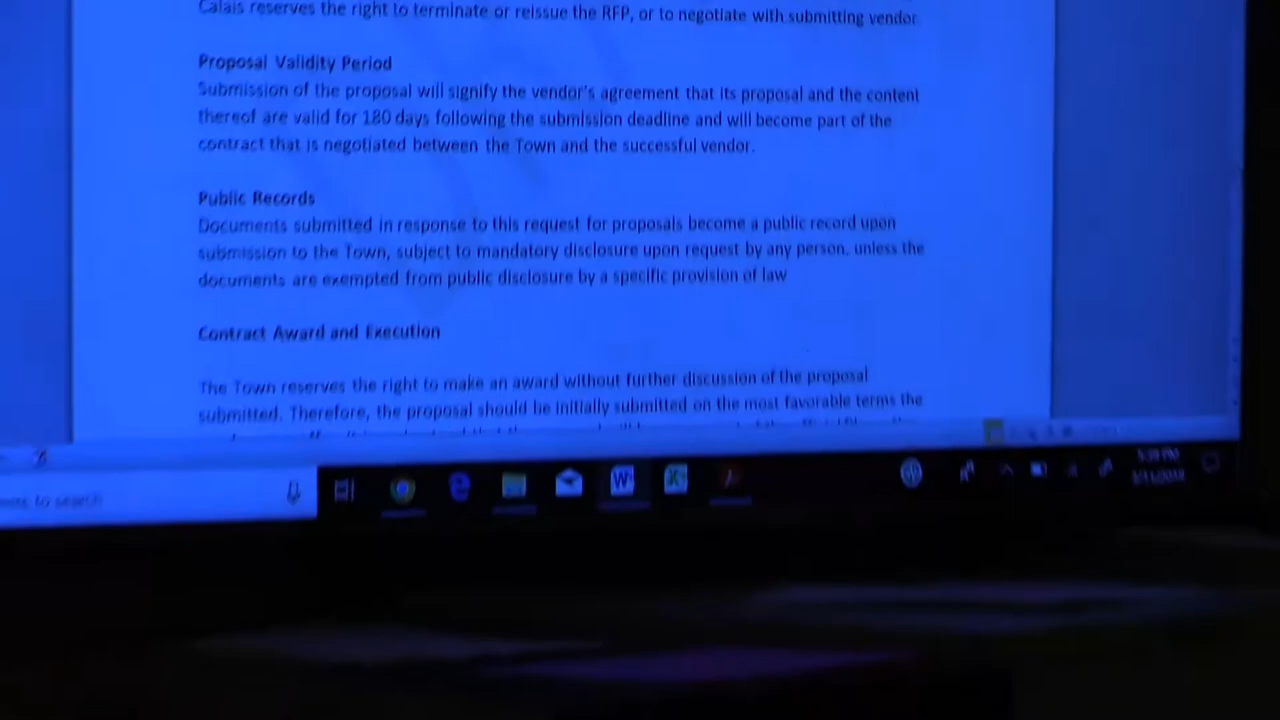 Calais reserves the right to terminate or reissue the RFP, or to negotiate with submitting vendor
Proposal Validity Period
Submission of the proposal will signify the vendor's agreement that its proposal and the content
thereof are valid for 180 days following the submission deadline and will become part of the
contract that is negotiated between the Town and the successful vendor.
Public Records
Documents submitted in response to this request for proposals become a public record upon
submission to the Town, subject to mandatory disclosure upon request by any person. unless the
documents are exempted from public disclosure by a specific provision of law
Contract Award and Execution
The Town reserves the right to make an award without further discussion of the proposal
submitted. Therefore, the proposal should be initially submitted on the most favorable terms the
to search